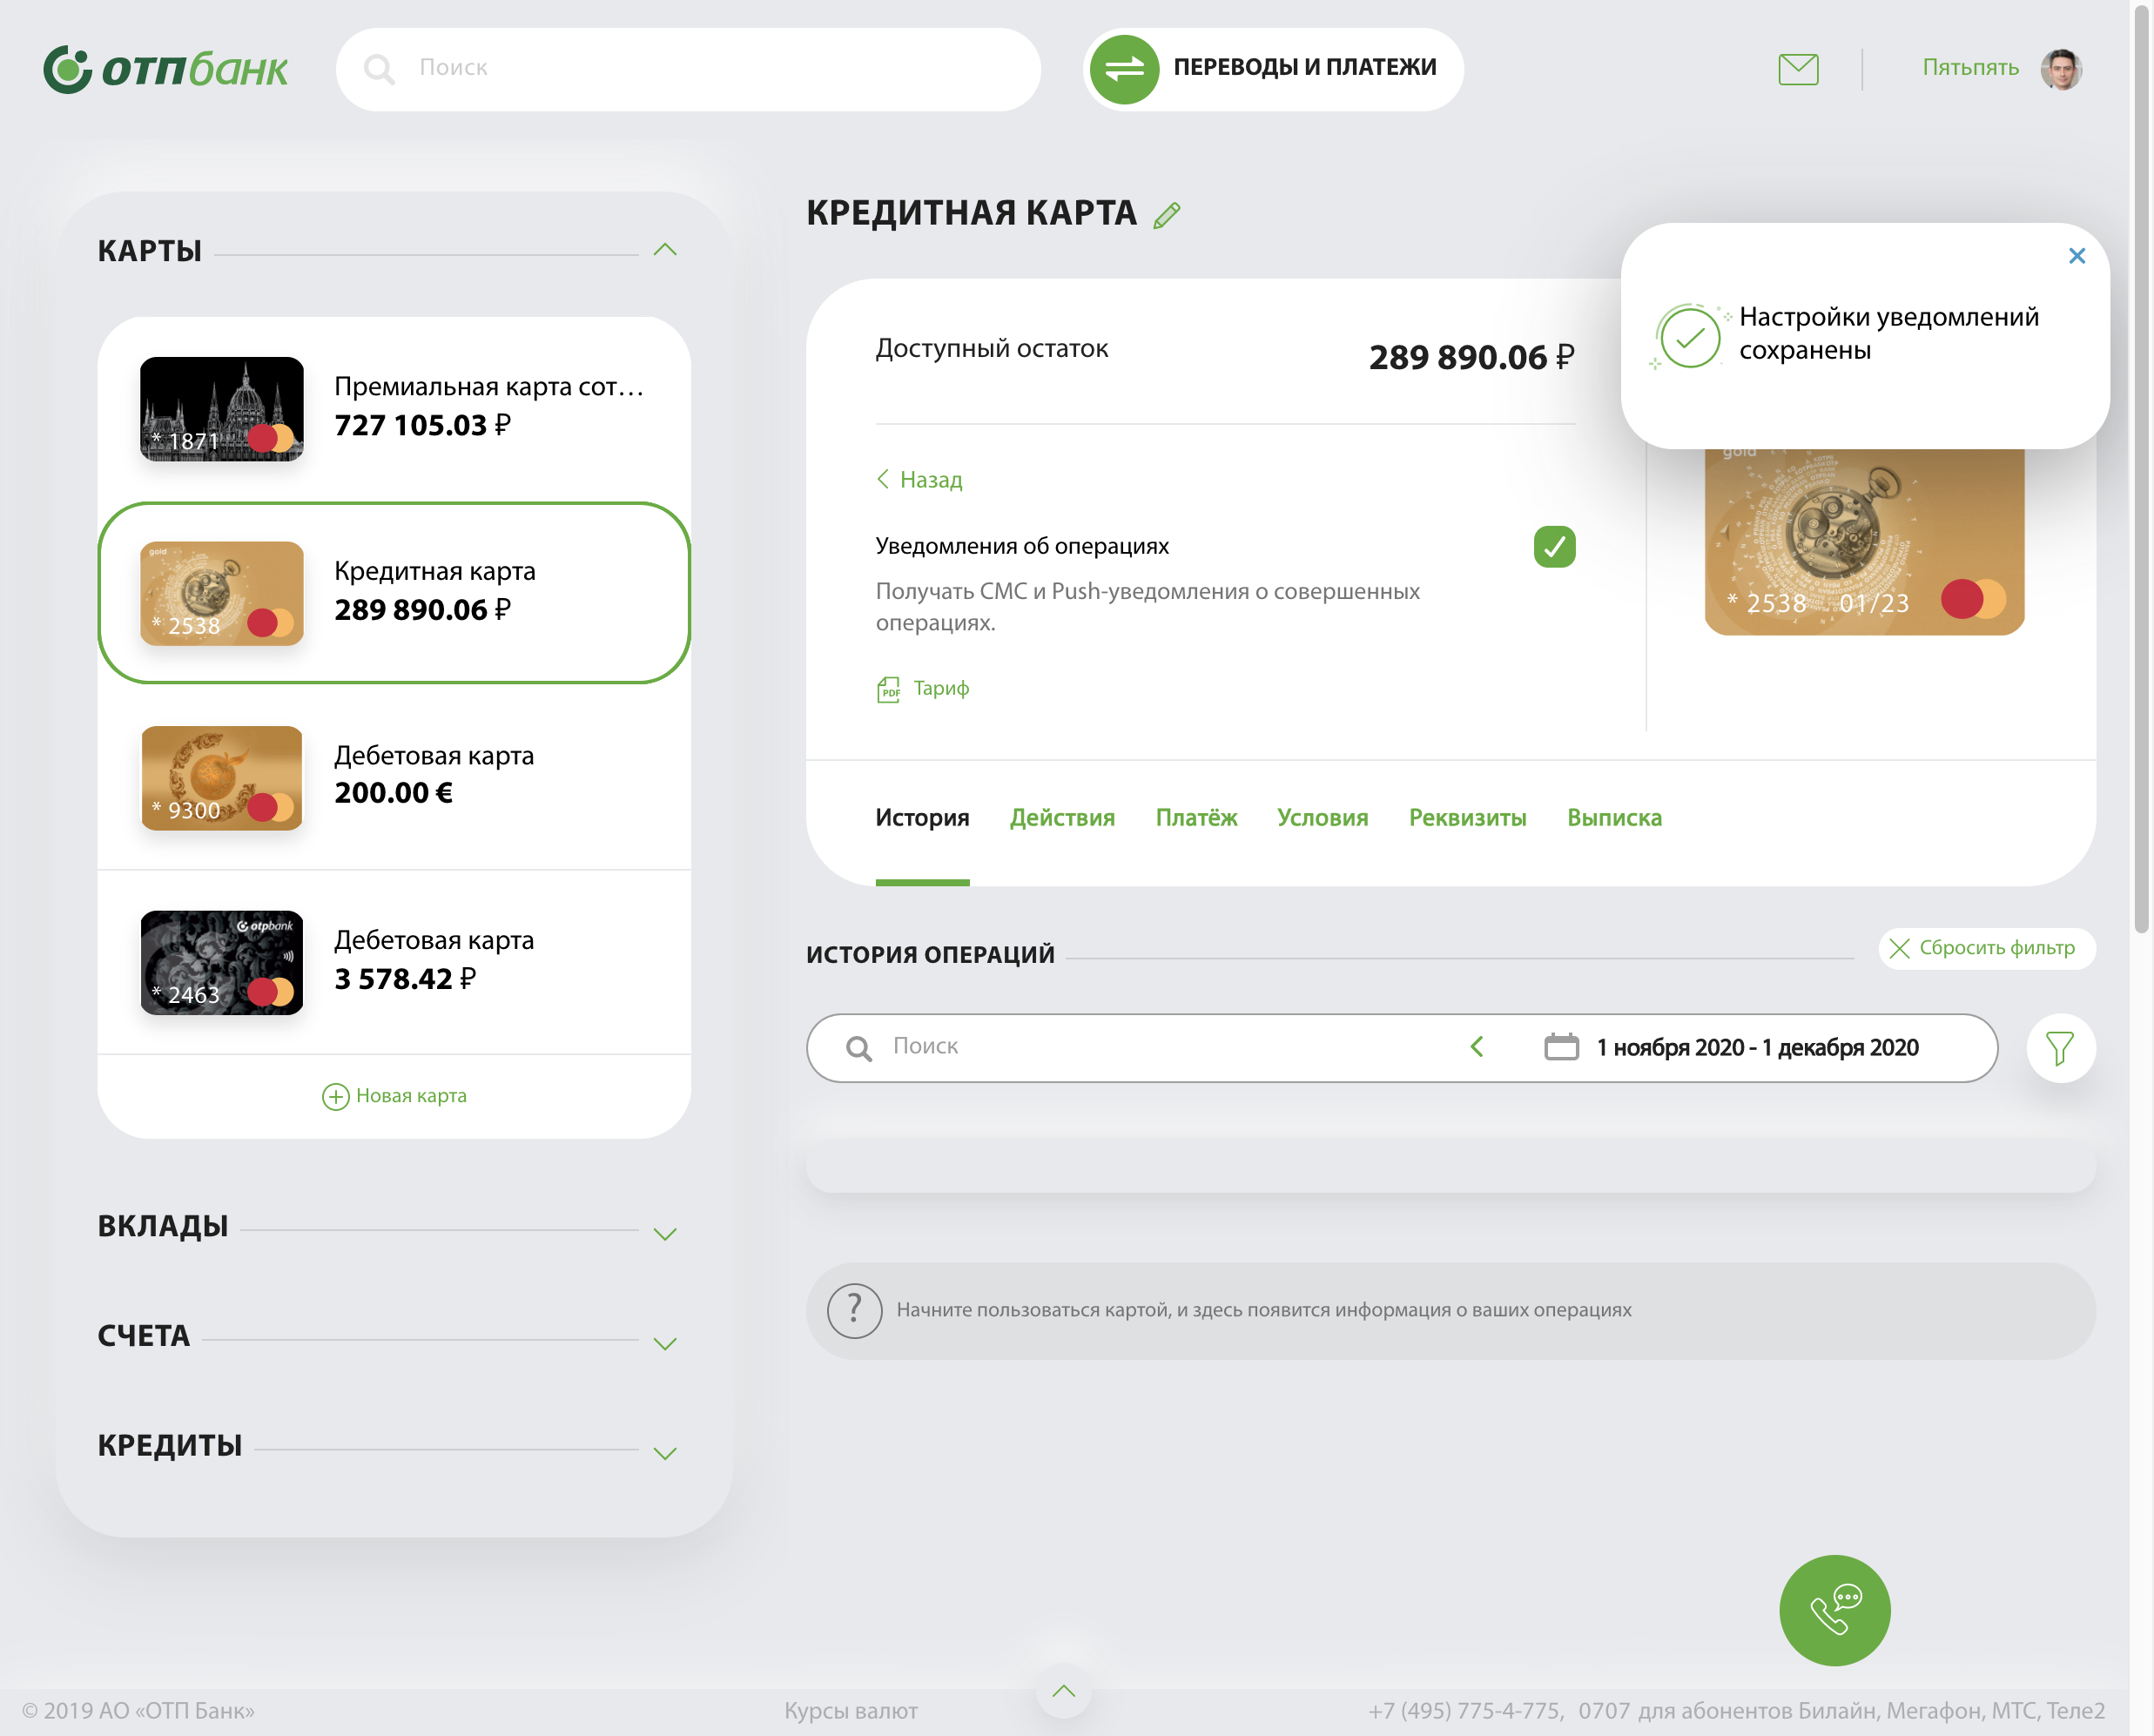 отпбанк
Поиск
ПЕРЕВОДЫ И ПЛАТЕЖИ
Пятьпять
КАРТЫ
* 1871
Премиальная карта сот...
727 105.03 ₽
gold
* 2538
Кредитная карта
289 890.06 ₽
* 9300
Дебетовая карта
200.00 €
otpbank
* 2463
Дебетовая карта
3 578.42 ₽
Новая карта
ВКЛАДЫ
СЧЕТА
КРЕДИТЫ
КРЕДИТНАЯ КАРТА
Доступный остаток
289 890.06 ₽
Настройки уведомлений
сохранены
Назад
Уведомления об операциях
Получать СМС и Push-уведомления о совершенных
операциях.
PDF Тариф
gold
* 2538 01/23
История Действия Платёж Условия Реквизиты Выписка
ИСТОРИЯ ОПЕРАЦИЙ
Сбросить фильтр
Поиск
1 ноября 2020 - 1 декабря 2020
? Начните пользоваться картой, и здесь появится информация о ваших операциях
© 2019 АО «ОТП Банк»
Курсы валют
+7 (495) 775-4-775, 0707 для абонентов Билайн, Мегафон, МТС, Теле2